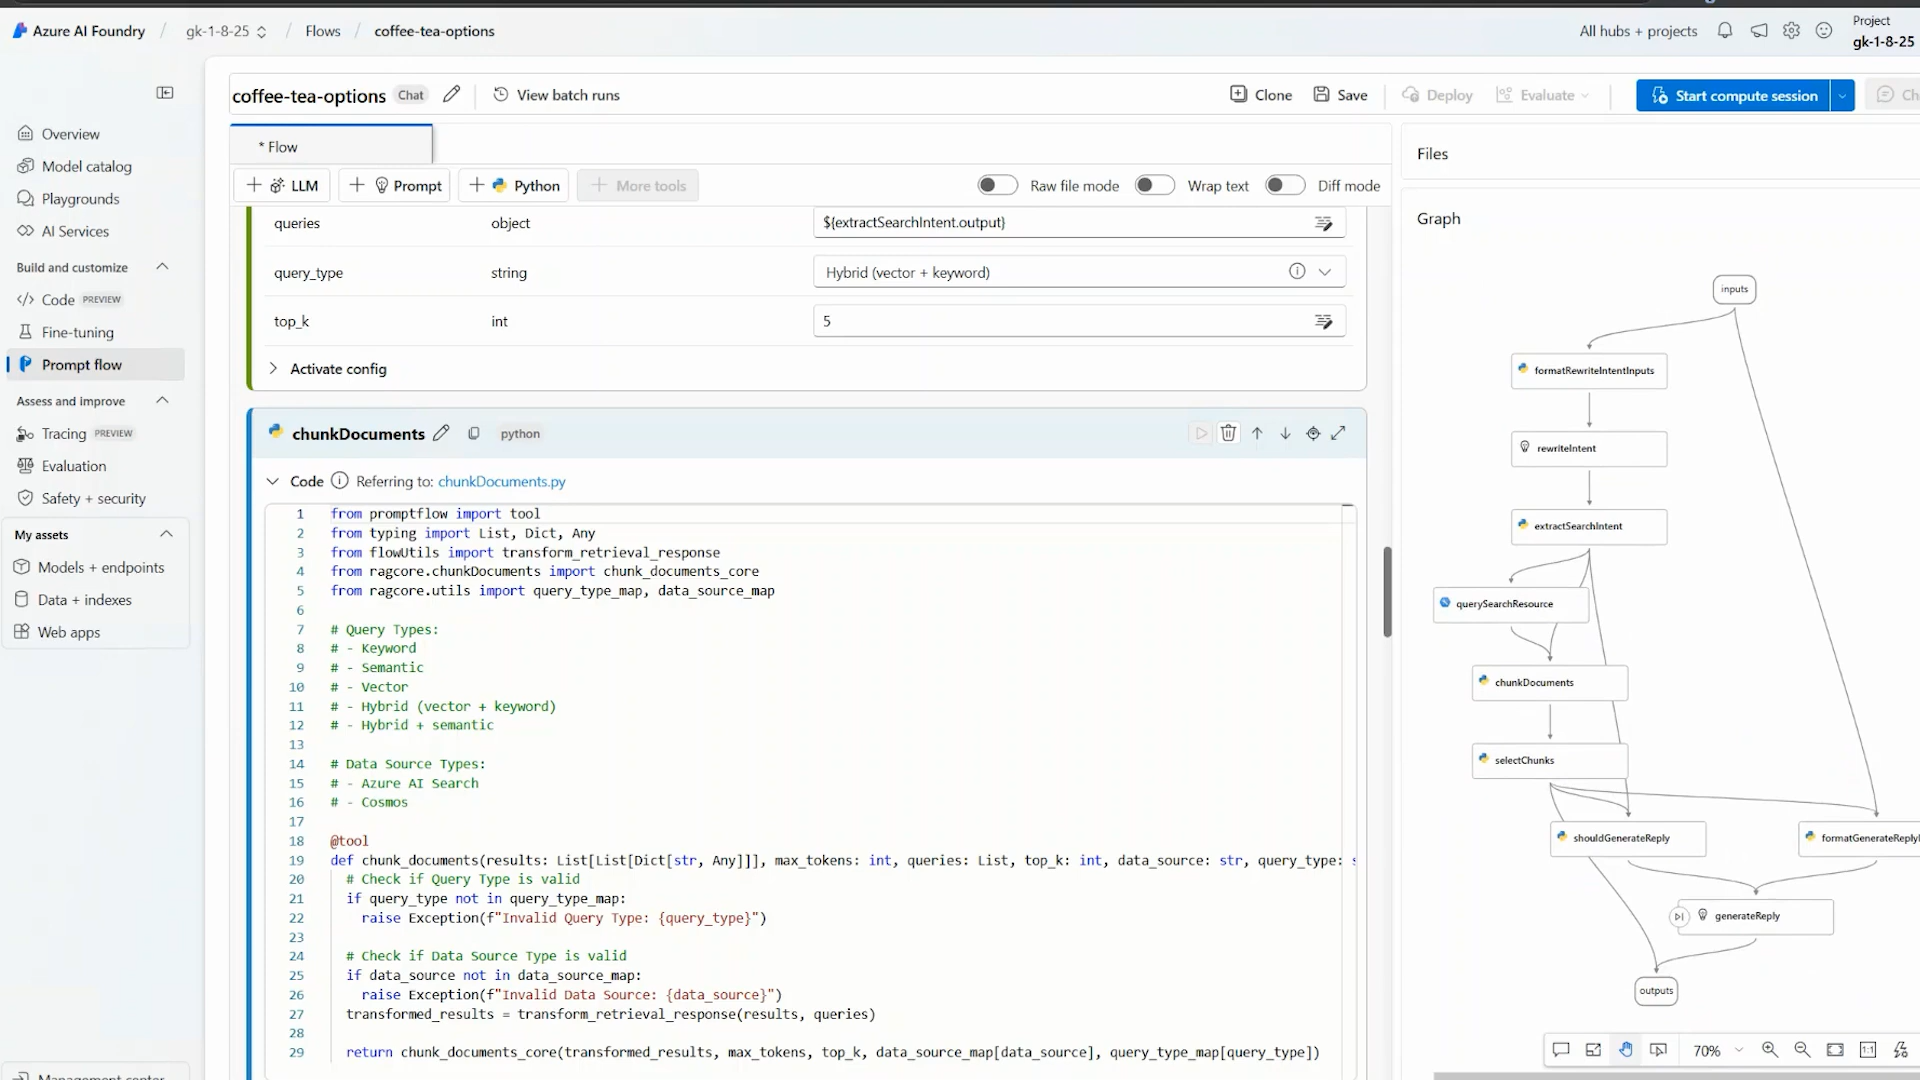 Azure AI Foundry / gk-1-8-25 / Flows / coffee-tea-options
All hubs + projects
Project
gk-1-8-25
coffee-tea-options Chat
View batch runs
Clone
Save
Deploy
Evaluate
Start compute session
Overview
Model catalog
Playgrounds
AI Services
Build and customize
Code PREVIEW
Fine-tuning
Prompt flow
Assess and improve
Tracing PREVIEW
Evaluation
Safety + security
My assets
Models + endpoints
Data + indexes
Web apps
Management center
* Flow
+ LLM
+ Prompt
+ Python
+ More tools
Raw file mode
Wrap text
Diff mode
queries object ${extractSearchIntent.output}
query_type string Hybrid (vector + keyword)
top_k int 5
Activate config
chunkDocuments python
Code Referring to: chunkDocuments.py
1 from promptflow import tool
2 from typing import List, Dict, Any
3 from flowUtils import transform_retrieval_response
4 from ragcore.chunkDocuments import chunk_documents_core
5 from ragcore.utils import query_type_map, data_source_map
6
7 # Query Types:
8 # - Keyword
9 # - Semantic
10 # - Vector
11 # - Hybrid (vector + keyword)
12 # - Hybrid + semantic
13
14 # Data Source Types:
15 # - Azure AI Search
16 # - Cosmos
17
18 @tool
19 def chunk_documents(results: List[List[Dict[str, Any]]], max_tokens: int, queries: List, top_k: int, data_source: str, query_type: s
20 # Check if Query Type is valid
21 if query_type not in query_type_map:
22 raise Exception(f"Invalid Query Type: {query_type}")
23
24 # Check if Data Source Type is valid
25 if data_source not in data_source_map:
26 raise Exception(f"Invalid Data Source: {data_source}")
27 transformed_results = transform_retrieval_response(results, queries)
28
29 return chunk_documents_core(transformed_results, max_tokens, top_k, data_source_map[data_source], query_type_map[query_type])
Files
Graph
inputs
formatRewriteIntentInputs
rewriteIntent
extractSearchIntent
querySearchResource
chunkDocuments
selectChunks
shouldGenerateReply
formatGenerateReply
generateReply
outputs
70%
1:1